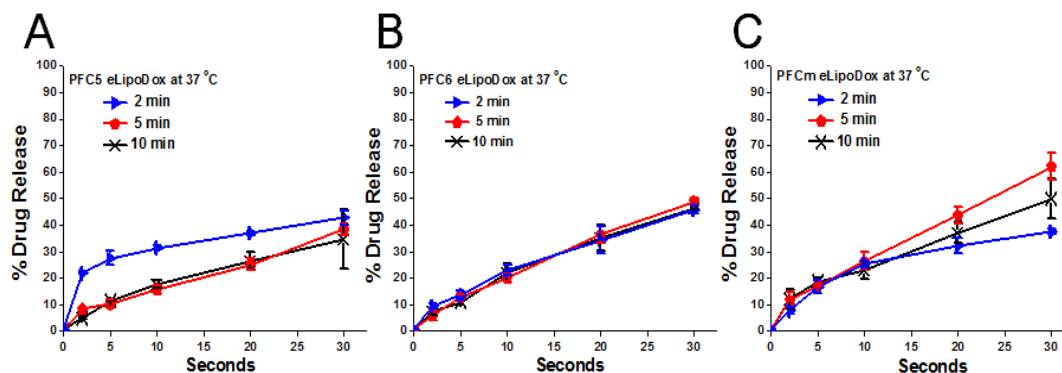 A
PFC5 eLipoDox at 37 °C
2 min
5 min
10 min
% Drug Release
100
90
80
70
60
50
40
30
20
10
0
0 5 10 15 20 25 30
Seconds
B
PFC6 eLipoDox at 37 °C
2 min
5 min
10 min
% Drug Release
100
90
80
70
60
50
40
30
20
10
0
0 5 10 15 20 25 30
Seconds
C
PFCm eLipoDox at 37 °C
2 min
5 min
10 min
% Drug Release
100
90
80
70
60
50
40
30
20
10
0
0 5 10 15 20 25 30
Seconds